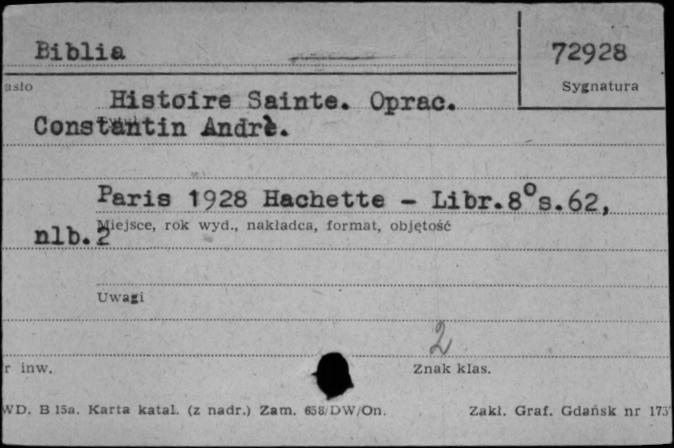 Biblia
72928
asło
Sygnatura
Histoire Sainte. Oprac.
Constantin Andrè.
Paris 1928 Hachette - Libr.8° s.62,
Miejsce, rok wyd., nakładca, format, objętość
nlb.2
Uwagi
2
r inw.
Znak klas.
WD. B 15a. Karta katal. (z nadr.) Zam. 658/DW/On.
Zakł. Graf. Gdańsk nr 175